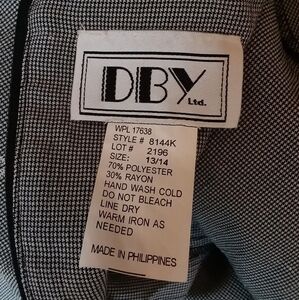 DBY Ltd.
WPL 17638
STYLE # 8144K
LOT # 2196
SIZE: 13/14
70% POLYESTER
30% RAYON
HAND WASH COLD
DO NOT BLEACH
LINE DRY
WARM IRON AS
NEEDED
MADE IN PHILIPPINES